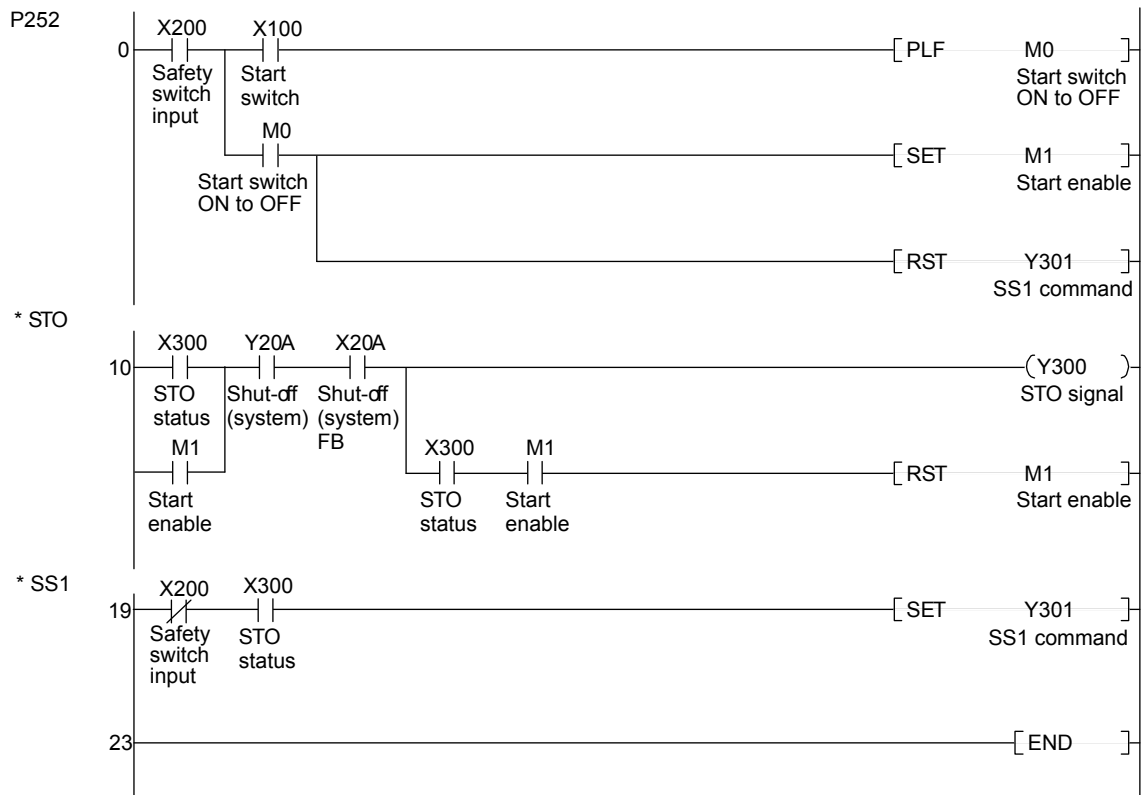 P252
X200 X100
0 PLF M0
Safety switch input
Start switch
Start switch ON to OFF
M0
SET M1
Start switch ON to OFF
Start enable
RST Y301
SS1 command
* STO
X300 Y20A X20A
10 Y300
STO status
Shut-off (system)
Shut-off (system) FB
STO signal
M1 X300 M1
RST M1
Start enable
STO status
Start enable
Start enable
* SS1
X200 X300
19 SET Y301
Safety switch input
STO status
SS1 command
23 END